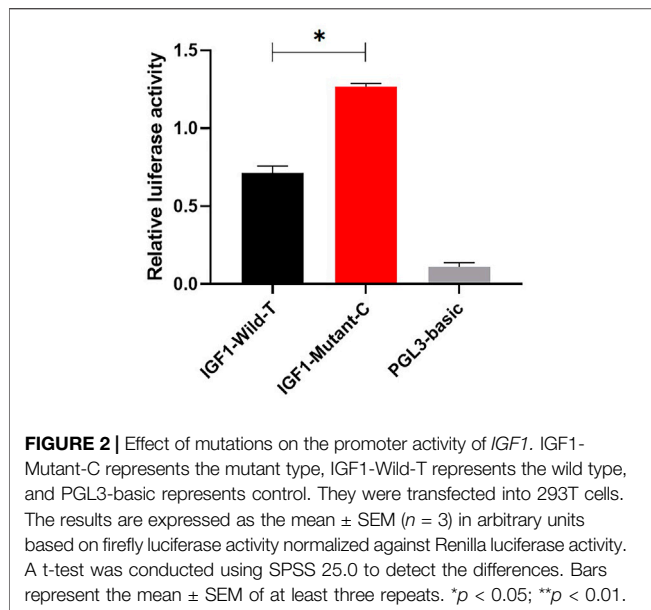 *
1.5
1.0
0.5
0.0
Relative luiferase activity
IGF1-Wild-T
IGF1-Mutant-C
PGL3-basic
FIGURE 2 | Effect of mutations on the promoter activity of IGF1. IGF1-
Mutant-C represents the mutant type, IGF1-Wild-T represents the wild type,
and PGL3-basic represents control. They were transfected into 293T cells.
The results are expressed as the mean ± SEM (n = 3) in arbitrary units
based on firefly luciferase activity normalized against Renilla luciferase activity.
A t-test was conducted using SPSS 25.0 to detect the differences. Bars
represent the mean ± SEM of at least three repeats. *p < 0.05; **p < 0.01.